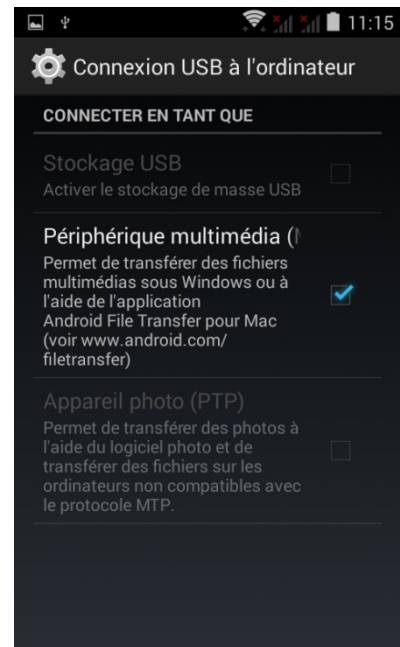 11:15
Connexion USB à l'ordinateur
CONNECTER EN TANT QUE
Stockage USB
Activer le stockage de masse USB
Périphérique multimédia (
Permet de transférer des fichiers
multimédias sous Windows ou à
l'aide de l'application
Android File Transfer pour Mac
(voir www.android.com/
filetransfer)
Appareil photo (PTP)
Permet de transférer des photos à
l'aide du logiciel photo et de
transférer des fichiers sur les
ordinateurs non compatibles avec
le protocole MTP.